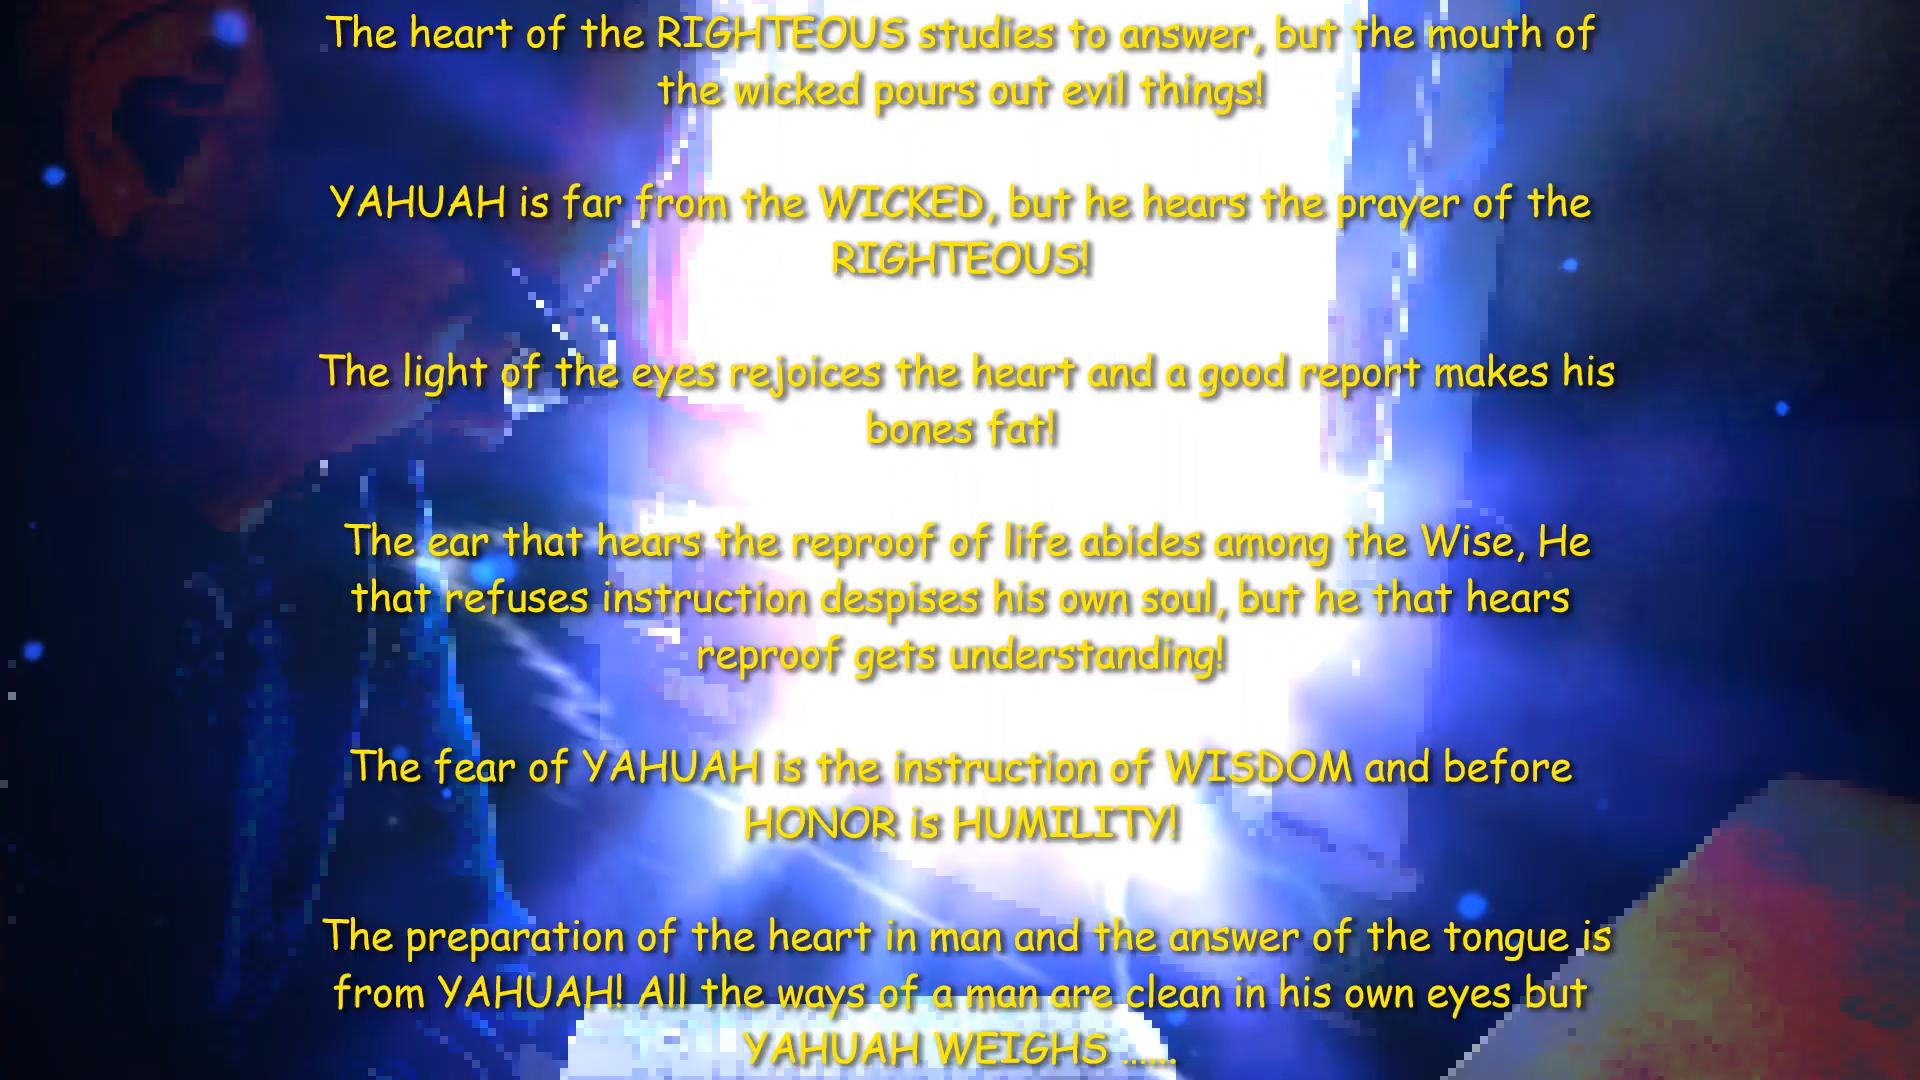 The heart of the RIGHTEOUS studies to answer, but the mouth of
the wicked pours out evil things!
YAHUAH is far from the WICKED, but he hears the prayer of the
RIGHTEOUS!
The light of the eyes rejoices the heart and a good report makes his
bones fat!
The ear that hears the reproof of life abides among the Wise, He
that refuses instruction despises his own soul, but he that hears
reproof gets understanding!
The fear of YAHUAH is the instruction of WISDOM and before
HONOR is HUMILITY!
The preparation of the heart in man and the answer of the tongue is
from YAHUAH! All the ways of a man are clean in his own eyes but
YAHUAH WEIGHS ......